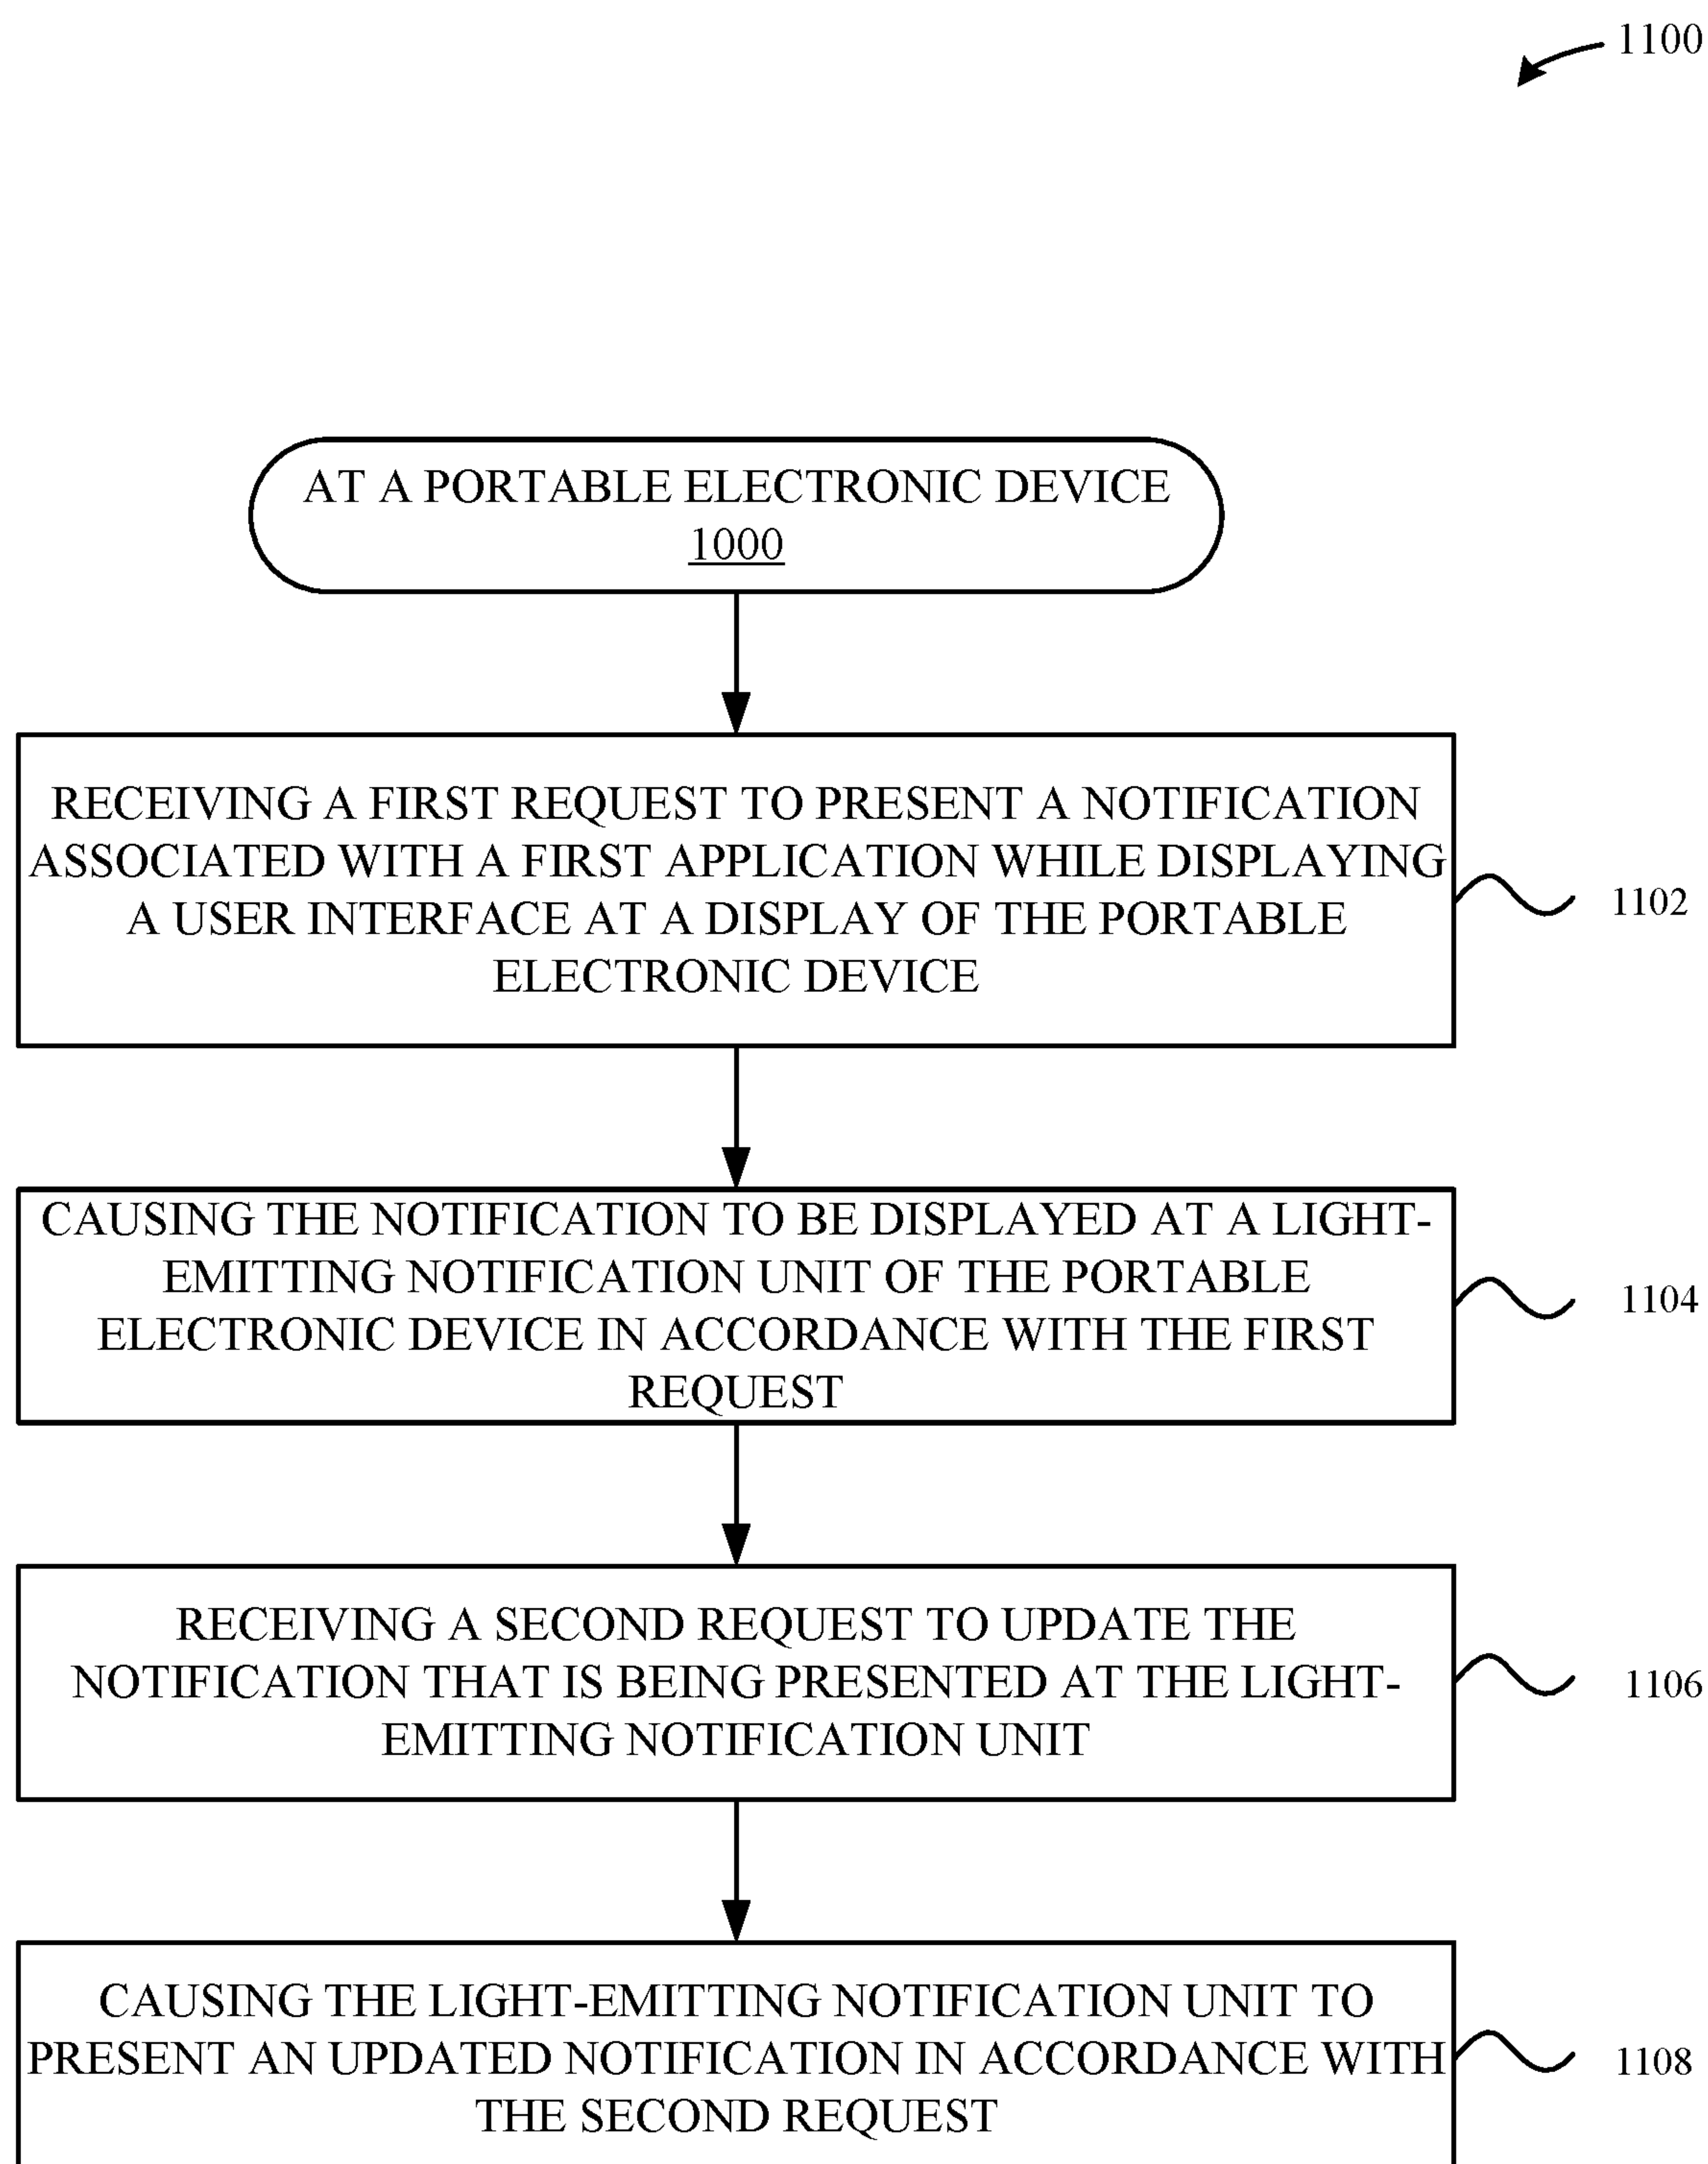 1100
AT A PORTABLE ELECTRONIC DEVICE
1000
RECEIVING A FIRST REQUEST TO PRESENT A NOTIFICATION
ASSOCIATED WITH A FIRST APPLICATION WHILE DISPLAYING
A USER INTERFACE AT A DISPLAY OF THE PORTABLE
ELECTRONIC DEVICE
1102
CAUSING THE NOTIFICATION TO BE DISPLAYED AT A LIGHT-
EMITTING NOTIFICATION UNIT OF THE PORTABLE
ELECTRONIC DEVICE IN ACCORDANCE WITH THE FIRST
REQUEST
1104
RECEIVING A SECOND REQUEST TO UPDATE THE
NOTIFICATION THAT IS BEING PRESENTED AT THE LIGHT-
EMITTING NOTIFICATION UNIT
1106
CAUSING THE LIGHT-EMITTING NOTIFICATION UNIT TO
PRESENT AN UPDATED NOTIFICATION IN ACCORDANCE WITH
THE SECOND REQUEST
1108